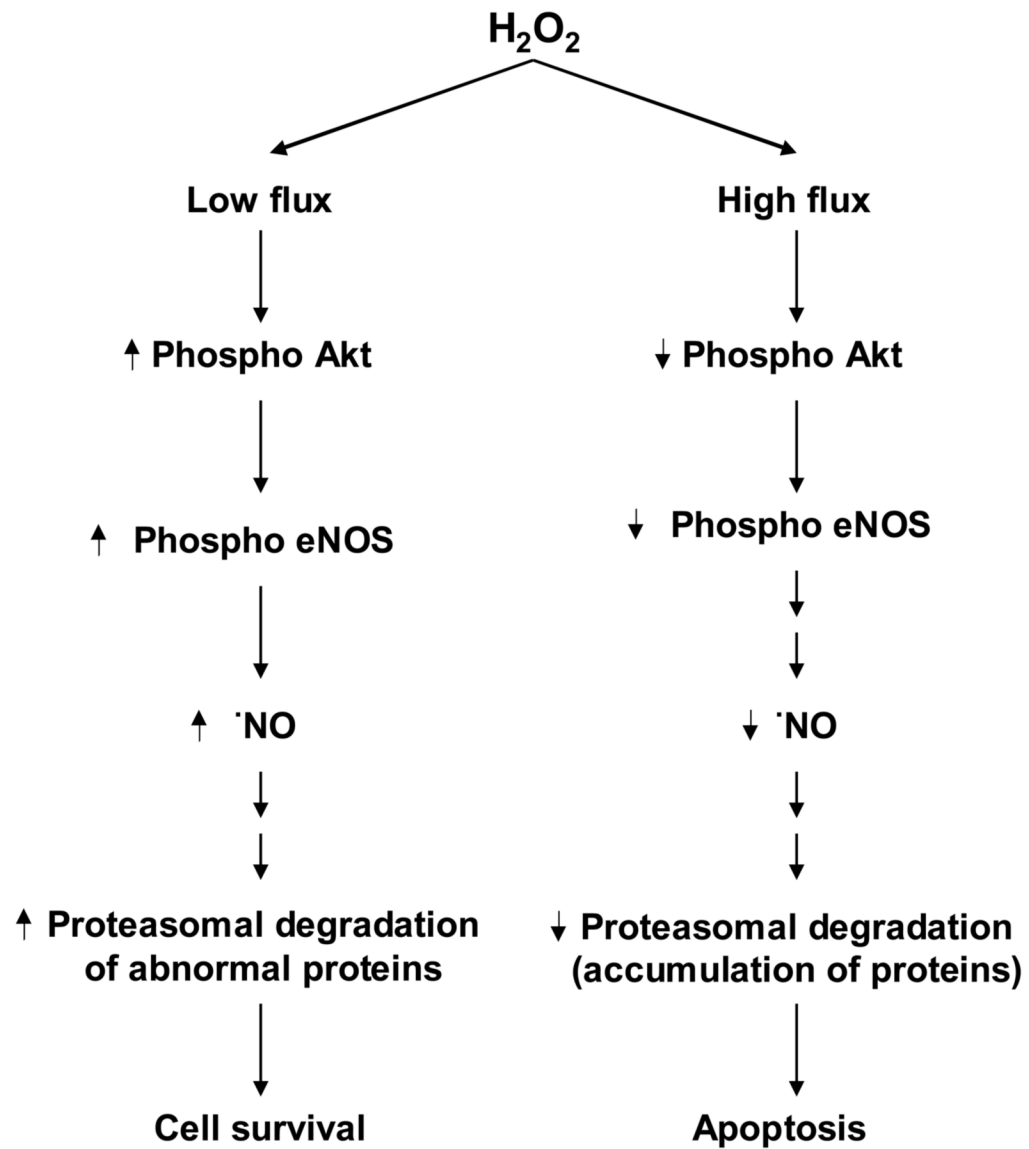 H₂O₂
Low flux
High flux
↑ Phospho Akt
↓ Phospho Akt
↑ Phospho eNOS
↓ Phospho eNOS
↑ ˙NO
↓ ˙NO
↑ Proteasomal degradation
of abnormal proteins
↓ Proteasomal degradation
(accumulation of proteins)
Cell survival
Apoptosis